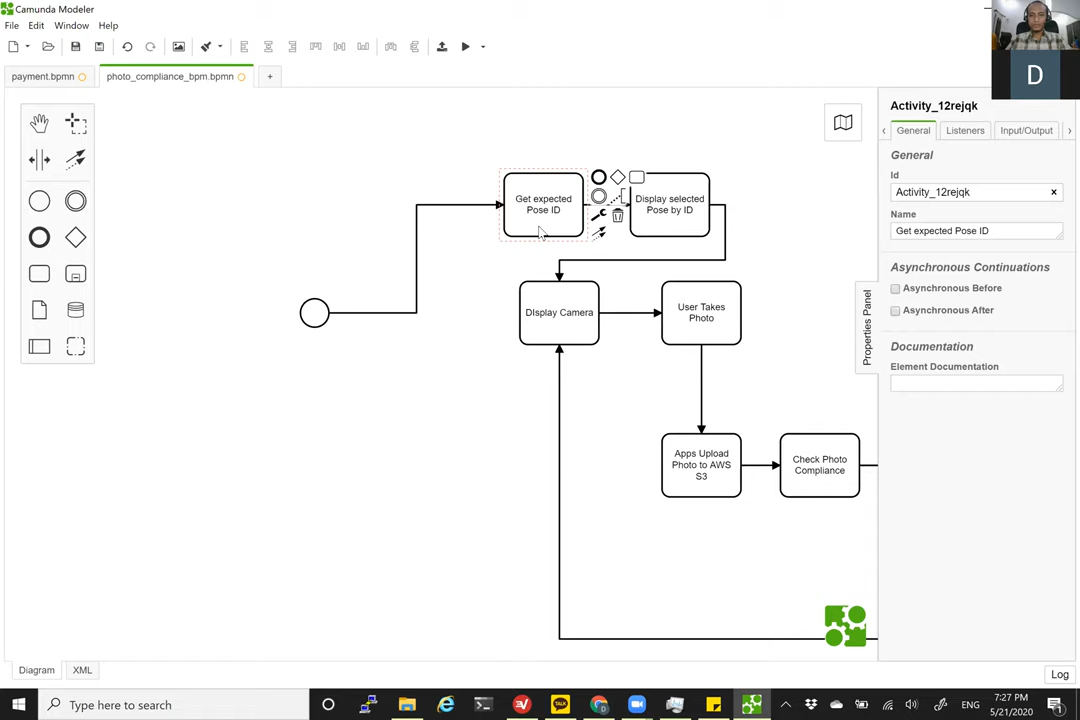 Camunda Modeler
File Edit Window Help
payment.bpmn
photo_compliance_bpm.bpmn
+
D
Get expected
Pose ID
Display selected
Pose by ID
DIsplay Camera
User Takes
Photo
Apps Upload
Photo to AWS
S3
Check Photo
Compliance
Properties Panel
Activity_12rejqk
General Listeners Input/Output
General
Id
Activity_12rejqk
Name
Get expected Pose ID
Asynchronous Continuations
Asynchronous Before
Asynchronous After
Documentation
Element Documentation
Diagram XML
Log
Type here to search
TALK
ENG
7:27 PM
5/21/2020
1